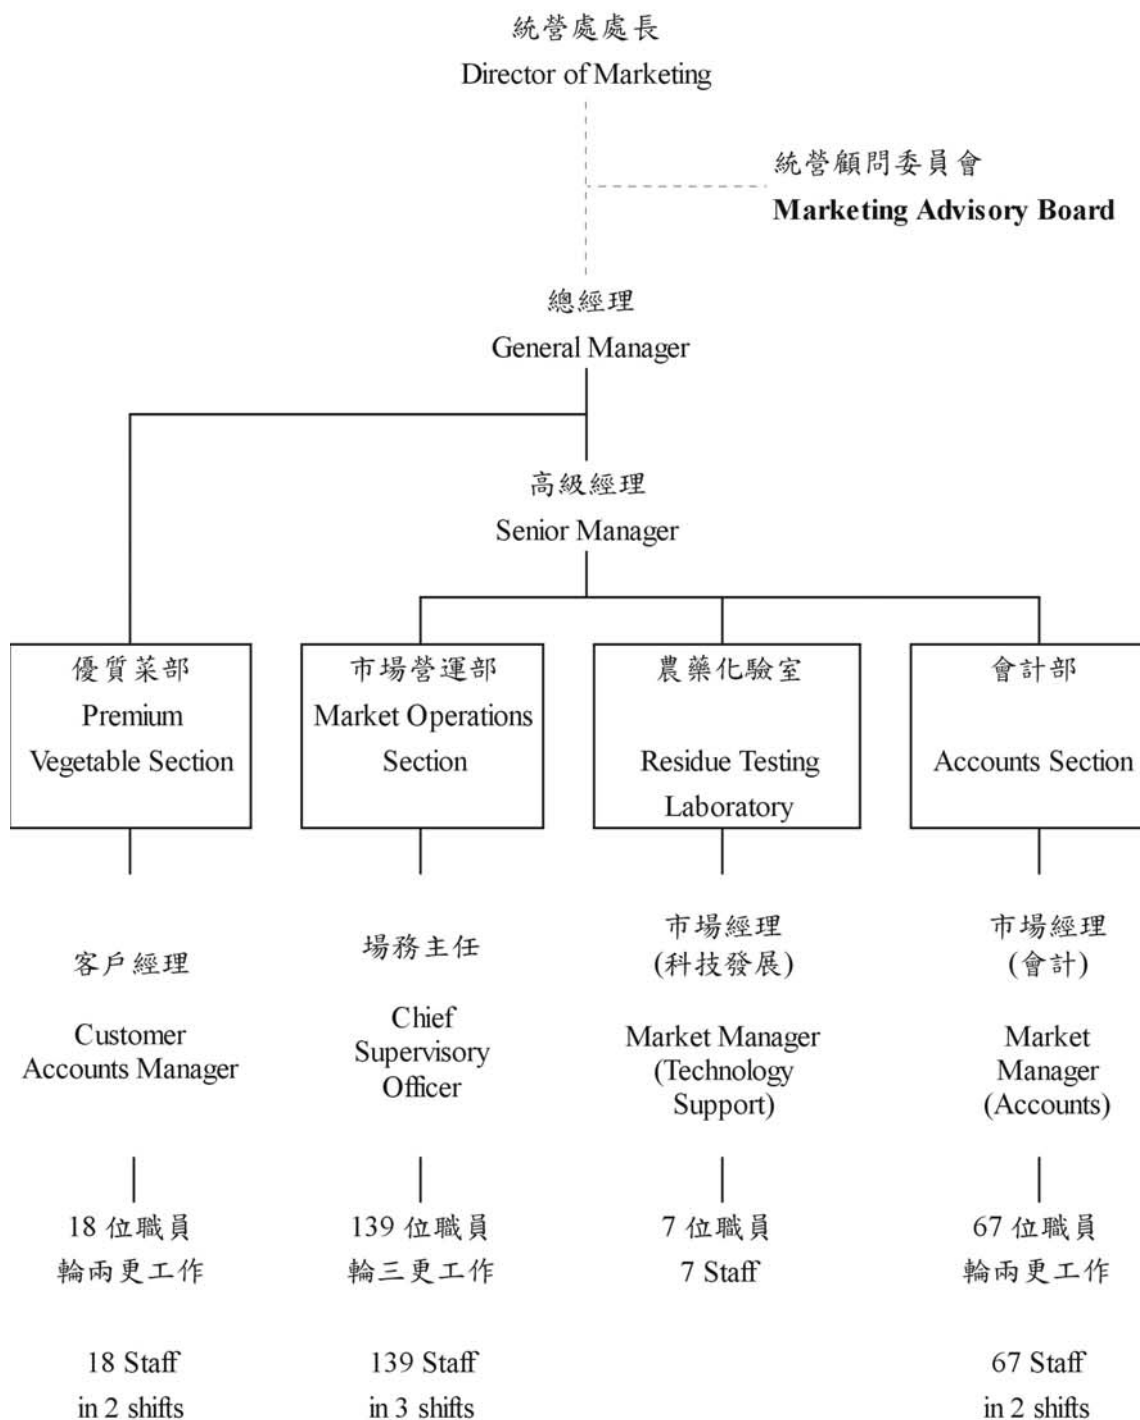 統營處處長
Director of Marketing
統營顧問委員會
Marketing Advisory Board
總經理
General Manager
高級經理
Senior Manager
優質菜部
Premium
Vegetable Section
市場營運部
Market Operations
Section
農藥化驗室
Residue Testing
Laboratory
會計部
Accounts Section
客戶經理
Customer
Accounts Manager
場務主任
Chief
Supervisory
Officer
市場經理
(科技發展)
Market Manager
(Technology
Support)
市場經理
(會計)
Market
Manager
(Accounts)
18 位職員
輪兩更工作
18 Staff
in 2 shifts
139 位職員
輪三更工作
139 Staff
in 3 shifts
7 位職員
7 Staff
67 位職員
輪兩更工作
67 Staff
in 2 shifts